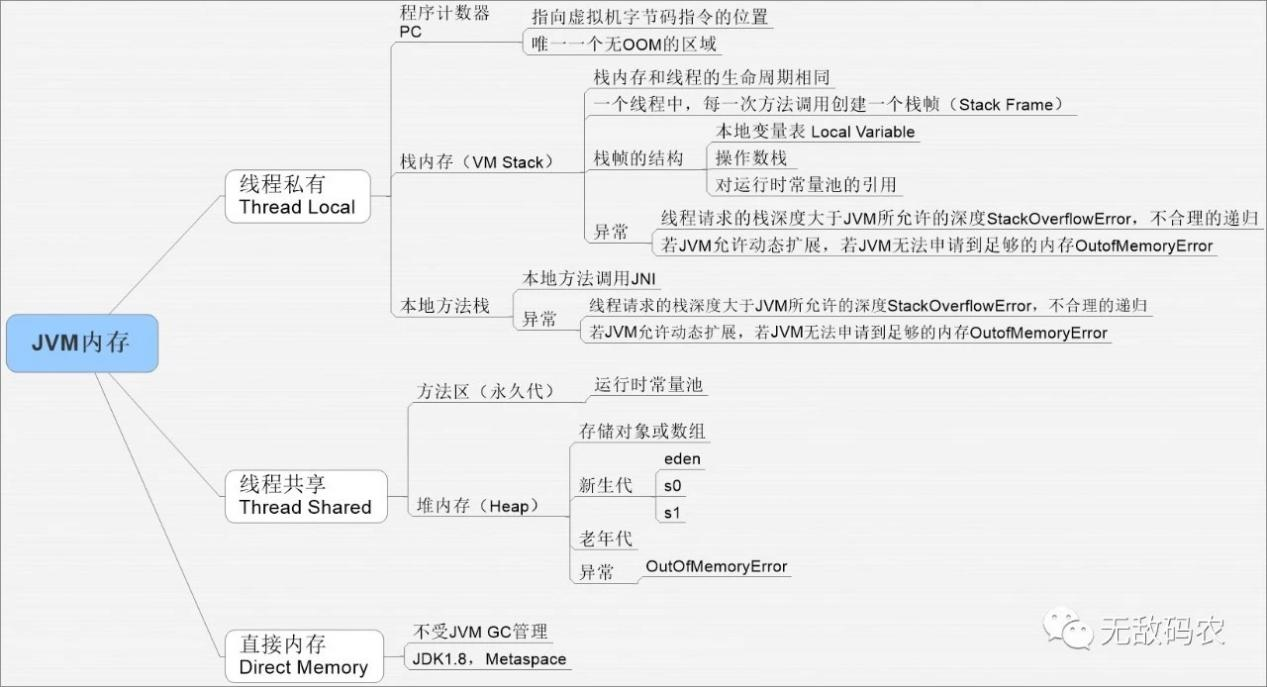 程序计数器
PC
指向虚拟机字节码指令的位置
唯一一个无OOM的区域
栈内存和线程的生命周期相同
一个线程中，每一次方法调用创建一个栈帧（Stack Frame）
栈内存（VM Stack）
栈帧的结构
本地变量表 Local Variable
操作数栈
对运行时常量池的引用
线程私有
Thread Local
异常
线程请求的栈深度大于JVM所允许的深度StackOverflowError，不合理的递归
若JVM允许动态扩展，若JVM无法申请到足够的内存OutofMemoryError
本地方法栈
本地方法调用JNI
异常
线程请求的栈深度大于JVM所允许的深度StackOverflowError，不合理的递归
若JVM允许动态扩展，若JVM无法申请到足够的内存OutofMemoryError
JVM内存
方法区（永久代）
运行时常量池
线程共享
Thread Shared
堆内存（Heap）
存储对象或数组
新生代
eden
s0
s1
老年代
异常
OutOfMemoryError
直接内存
Direct Memory
不受JVM GC管理
JDK1.8，Metaspace
无敌码农